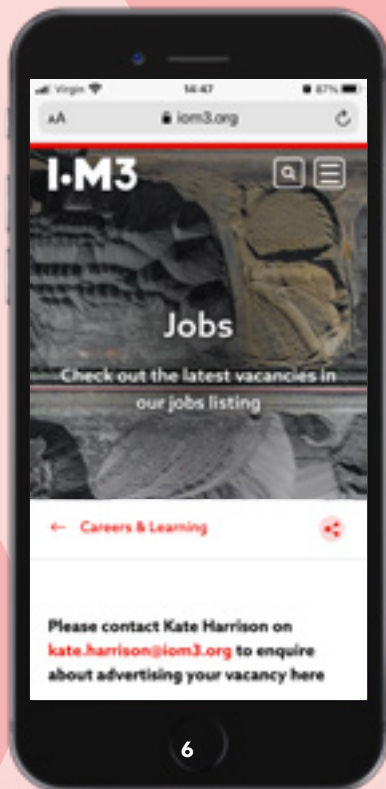 Virgin 14:47 87%
AA iom3.org
I·M3
Jobs
Check out the latest vacancies in
our jobs listing
← Careers & Learning
Please contact Kate Harrison on
kate.harrison@iom3.org to enquire
about advertising your vacancy here
6